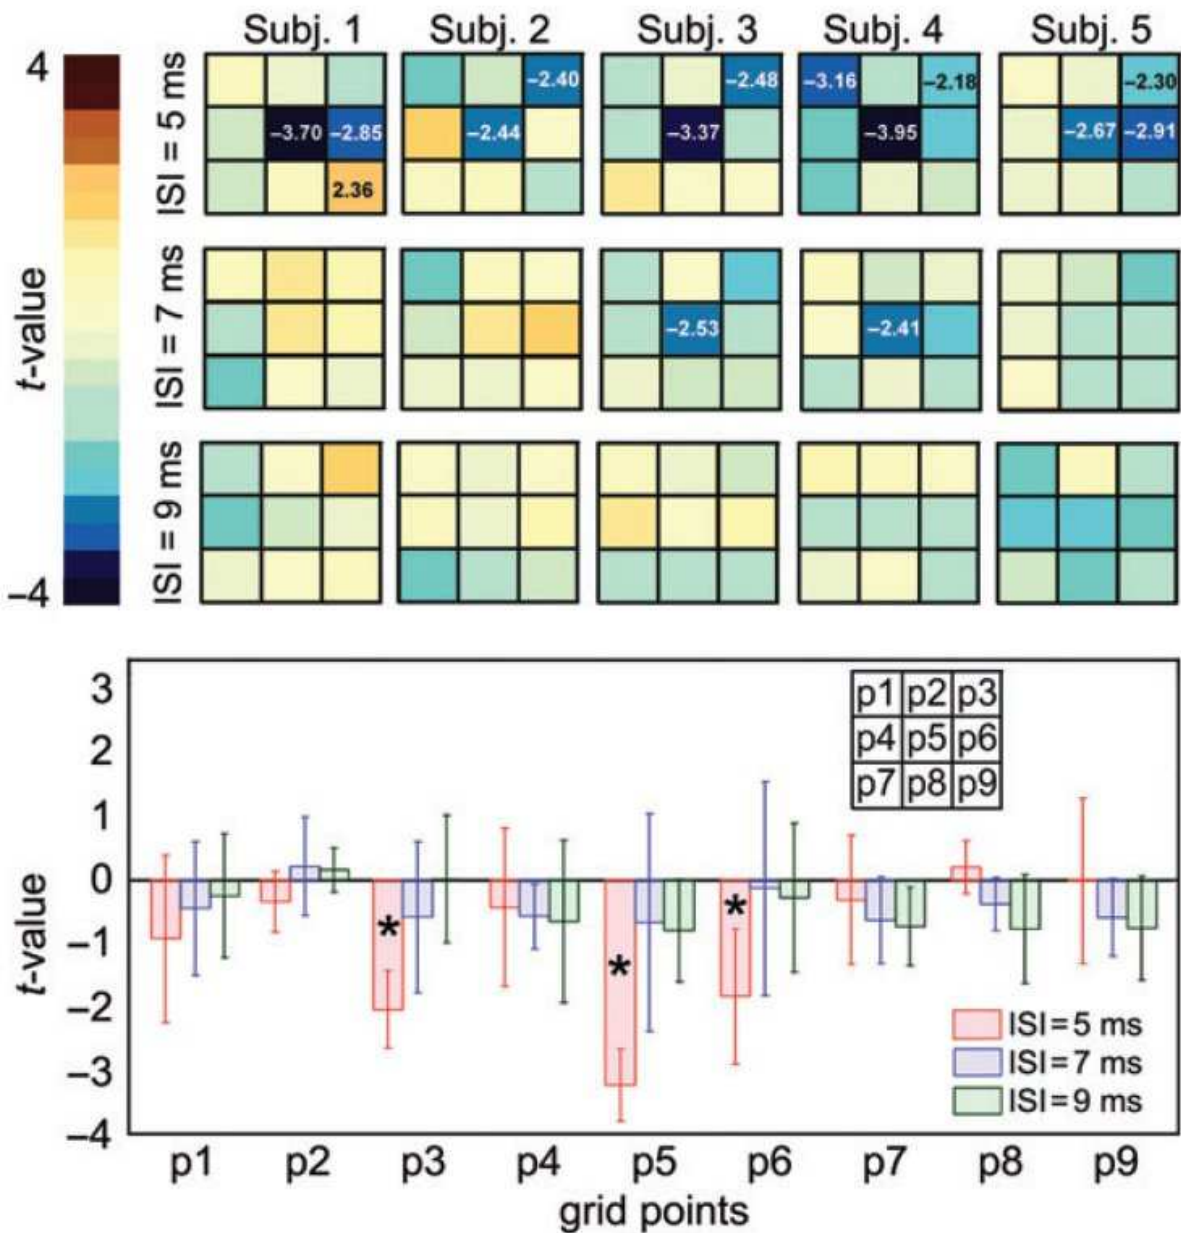 Subj. 1 Subj. 2 Subj. 3 Subj. 4 Subj. 5
4
t-value
−4
ISI = 5 ms
−2.40 −2.48 −3.16 −2.18 −2.30
−3.70 −2.85 −2.44 −3.37 −3.95 −2.67 −2.91
2.36
ISI = 7 ms
−2.53 −2.41
ISI = 9 ms
t-value
3
2
1
0
−1
−2
−3
−4
p1 p2 p3
p4 p5 p6
p7 p8 p9
* * *
ISI = 5 ms
ISI = 7 ms
ISI = 9 ms
p1 p2 p3 p4 p5 p6 p7 p8 p9
grid points